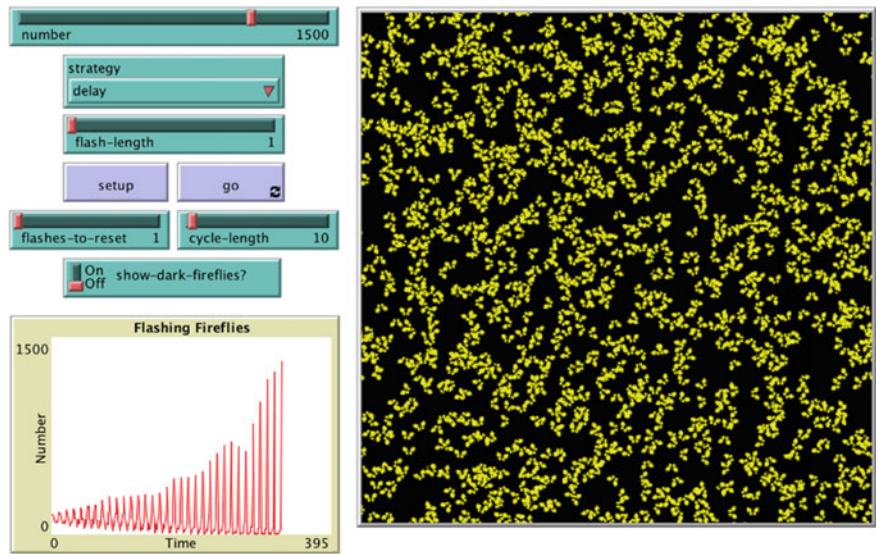 number 1500
strategy
delay
flash-length 1
setup go
flashes-to-reset 1 cycle-length 10
On
Off show-dark-fireflies?
Flashing Fireflies
1500
Number
0
0 Time 395